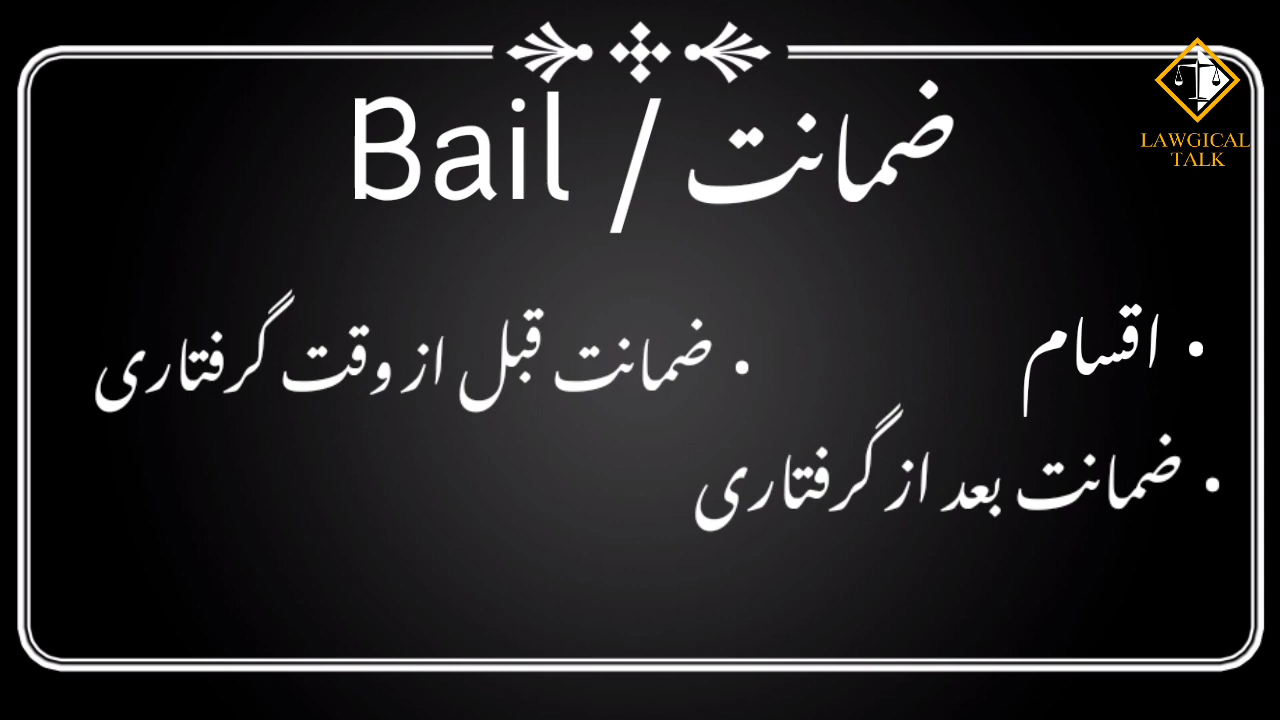 ضمانت / Bail
LAWGICAL
TALK
• اقسام
• ضمانت قبل از وقت گرفتاری
• ضمانت بعد از گرفتاری